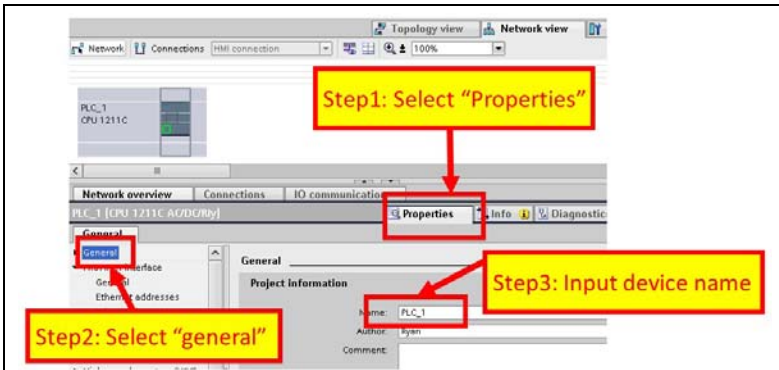 Topology view Network view
Network Connections HMI connection 100%
Step1: Select “Properties”
PLC_1
CPU 1211C
Network overview Connections IO communication
PLC_1 [CPU 1211C AC/DC/Rly] Properties Info Diagnostic
General
General
General
Project information
Ethernet addresses
Step3: Input device name
Name: PLC_1
Step2: Select “general”
Author: Ryan
Comment: